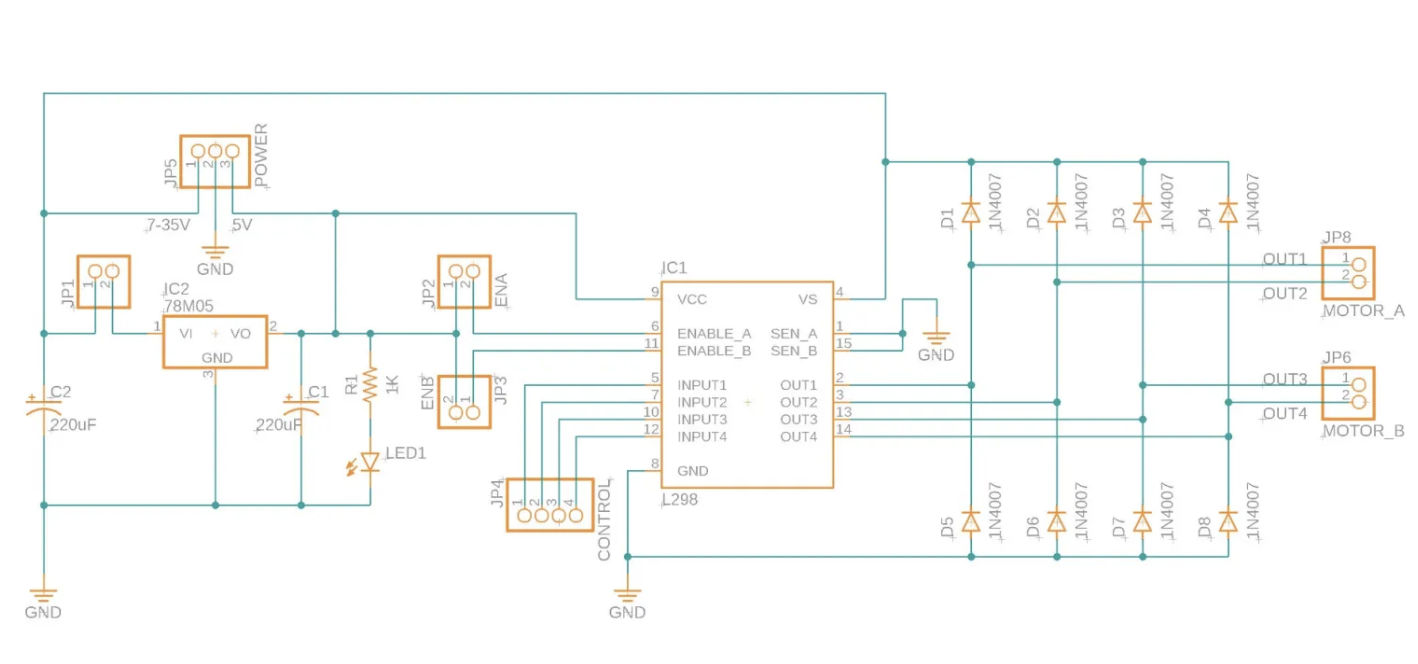 POWER
JP5
1 2 3
7-35V
5V
GND
JP1
1 2
IC2
78M05
1
VI
VO
2
GND
3
JP2
1 2
ENA
ENB
2 1
JP3
C2
220uF
C1
220uF
R1
1K
LED1
GND
JP4
1 2 3 4
CONTROL
IC1
9 VCC
VS 4
6 ENABLE_A
SEN_A 1
11 ENABLE_B
SEN_B 15
GND
5 INPUT1
OUT1 2
7 INPUT2
OUT2 3
10 INPUT3
OUT3 13
12 INPUT4
OUT4 14
8 GND
L298
GND
D1 1N4007
D2 1N4007
D3 1N4007
D4 1N4007
D5 1N4007
D6 1N4007
D7 1N4007
D8 1N4007
JP8
OUT1 1
OUT2 2
MOTOR_A
JP6
OUT3 1
OUT4 2
MOTOR_B